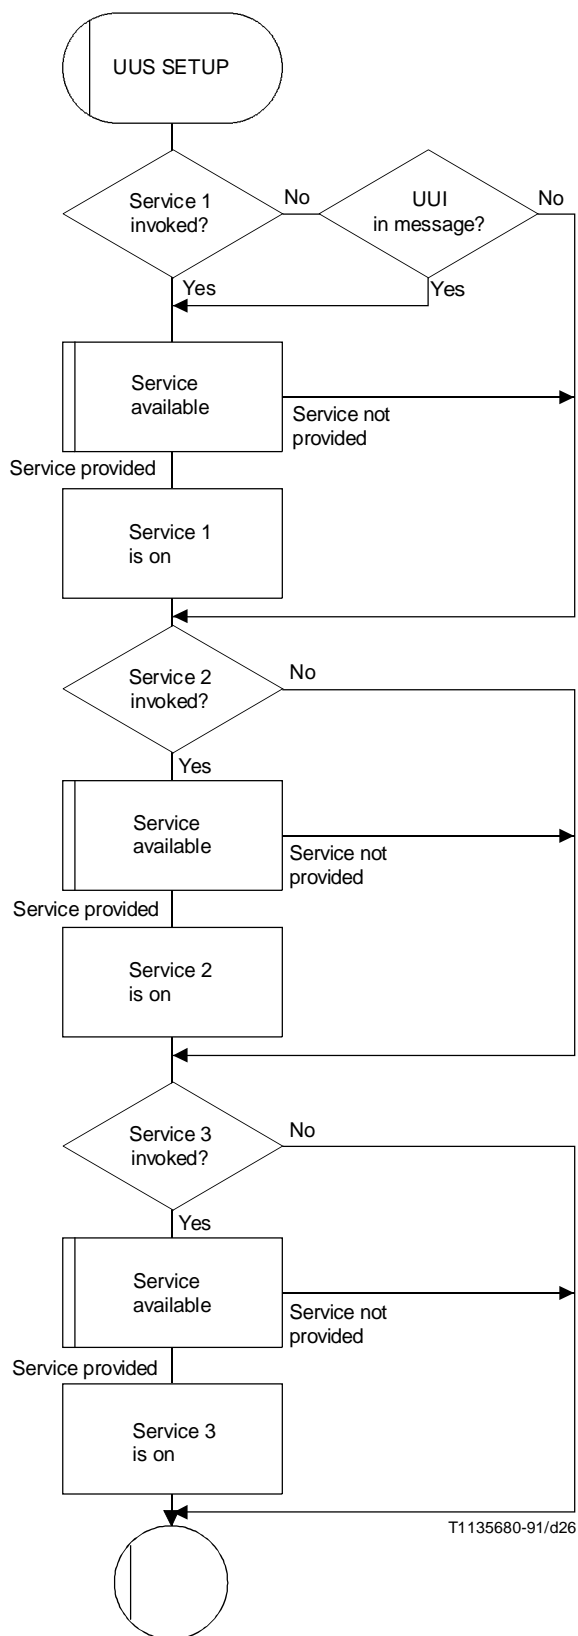 UUS SETUP
Service 1
invoked?
No
UUI
in message?
No
Yes
Yes
Service
available
Service not
provided
Service provided
Service 1
is on
Service 2
invoked?
No
Yes
Service
available
Service not
provided
Service provided
Service 2
is on
Service 3
invoked?
No
Yes
Service
available
Service not
provided
Service provided
Service 3
is on
T1135680-91/d26